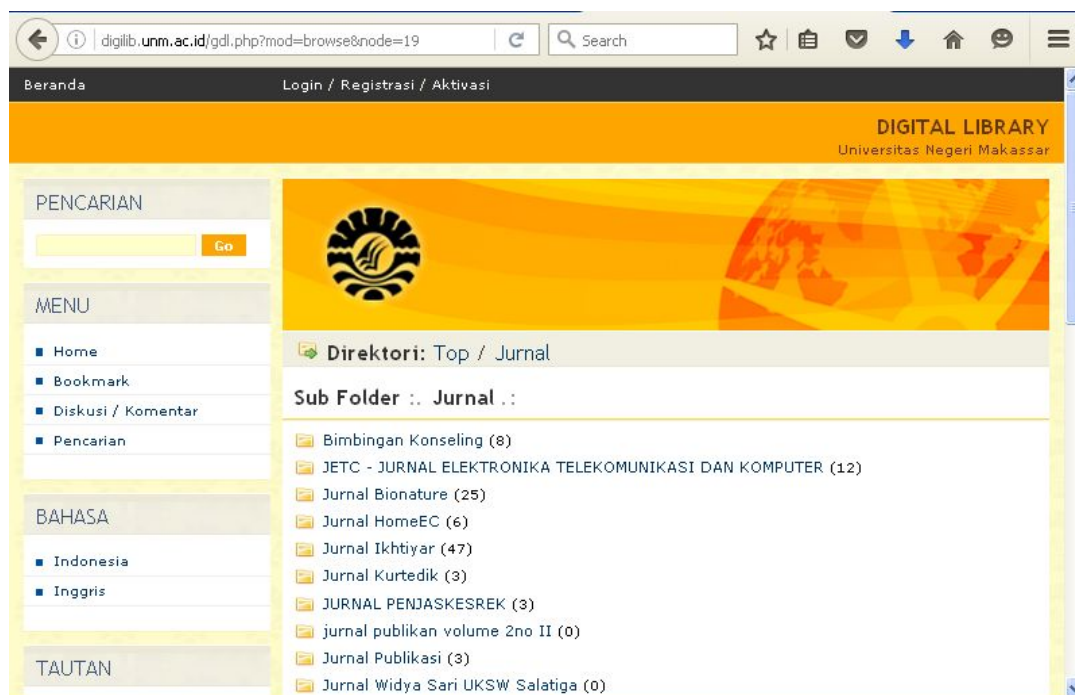 digilib.unm.ac.id/gdl.php?mod=browse&node=19
Search
Beranda
Login / Registrasi / Aktivasi
DIGITAL LIBRARY
Universitas Negeri Makassar
PENCARIAN
Go
MENU
Home
Bookmark
Diskusi / Komentar
Pencarian
BAHASA
Indonesia
Inggris
TAUTAN
Direktori: Top / Jurnal
Sub Folder :. Jurnal .:
Bimbingan Konseling (8)
JETC - JURNAL ELEKTRONIKA TELEKOMUNIKASI DAN KOMPUTER (12)
Jurnal Bionature (25)
Jurnal HomeEC (6)
Jurnal Ikhtiyar (47)
Jurnal Kurtedik (3)
JURNAL PENJASKESREK (3)
jurnal publikan volume 2no II (0)
Jurnal Publikasi (3)
Jurnal Widya Sari UKSW Salatiga (0)